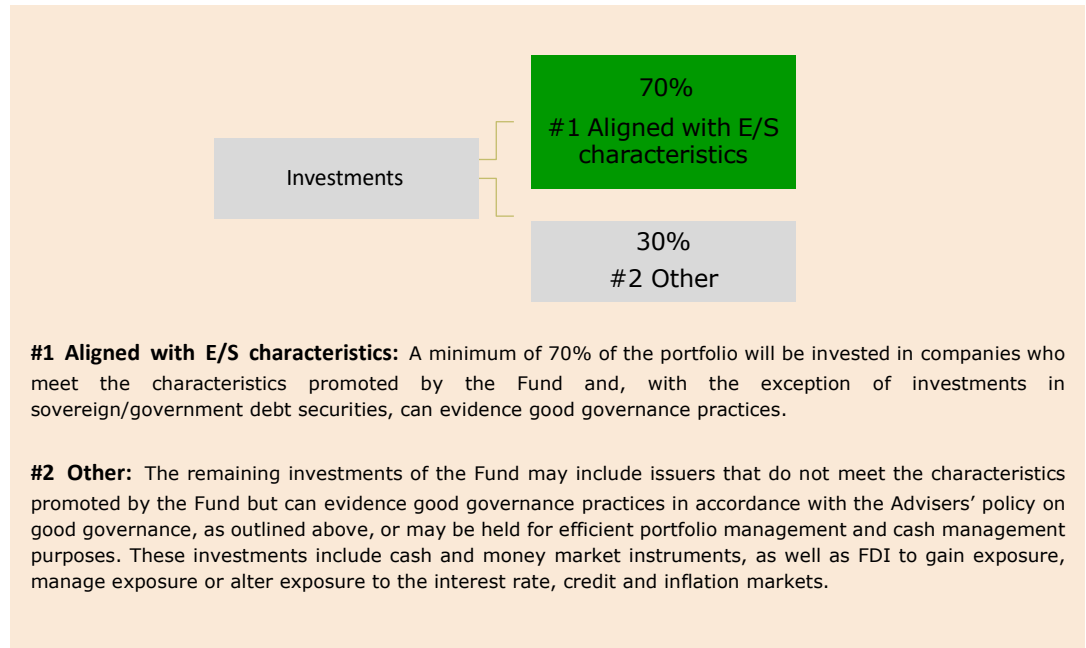 70%
#1 Aligned with E/S
characteristics
Investments
30%
#2 Other
#1 Aligned with E/S characteristics: A minimum of 70% of the portfolio will be invested in companies who
meet the characteristics promoted by the Fund and, with the exception of investments in
sovereign/government debt securities, can evidence good governance practices.
#2 Other: The remaining investments of the Fund may include issuers that do not meet the characteristics
promoted by the Fund but can evidence good governance practices in accordance with the Advisers’ policy on
good governance, as outlined above, or may be held for efficient portfolio management and cash management
purposes. These investments include cash and money market instruments, as well as FDI to gain exposure,
manage exposure or alter exposure to the interest rate, credit and inflation markets.